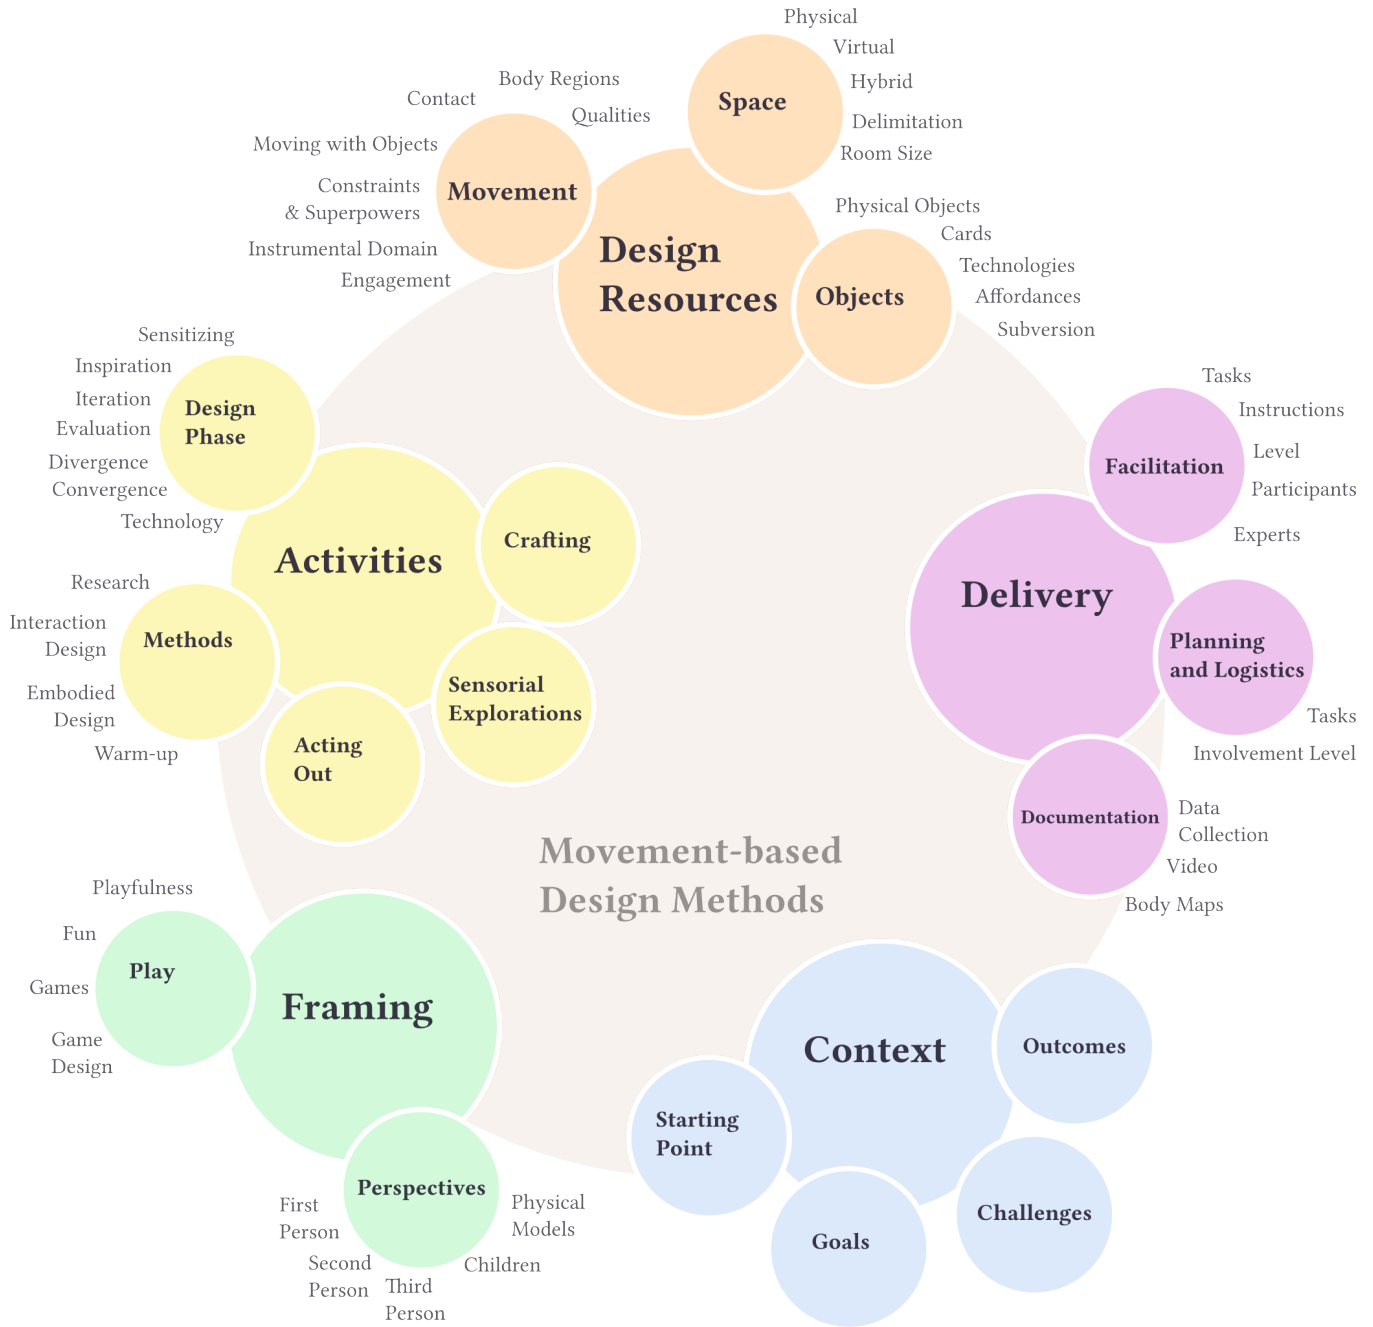 Physical
Virtual
Hybrid
Delimitation
Room Size
Space
Body Regions
Contact
Qualities
Moving with Objects
Constraints
& Superpowers
Instrumental Domain
Engagement
Movement
Design
Resources
Physical Objects
Cards
Technologies
Affordances
Subversion
Objects
Sensitizing
Inspiration
Iteration
Evaluation
Divergence
Convergence
Technology
Design
Phase
Activities
Crafting
Research
Interaction
Design
Embodied
Design
Warm-up
Methods
Sensorial
Explorations
Acting
Out
Tasks
Instructions
Level
Participants
Experts
Facilitation
Delivery
Planning
and Logistics
Tasks
Involvement Level
Documentation
Data
Collection
Video
Body Maps
Movement-based
Design Methods
Playfulness
Fun
Games
Game
Design
Play
Framing
Perspectives
First
Person
Second
Person
Third
Person
Children
Physical
Models
Context
Outcomes
Starting
Point
Goals
Challenges